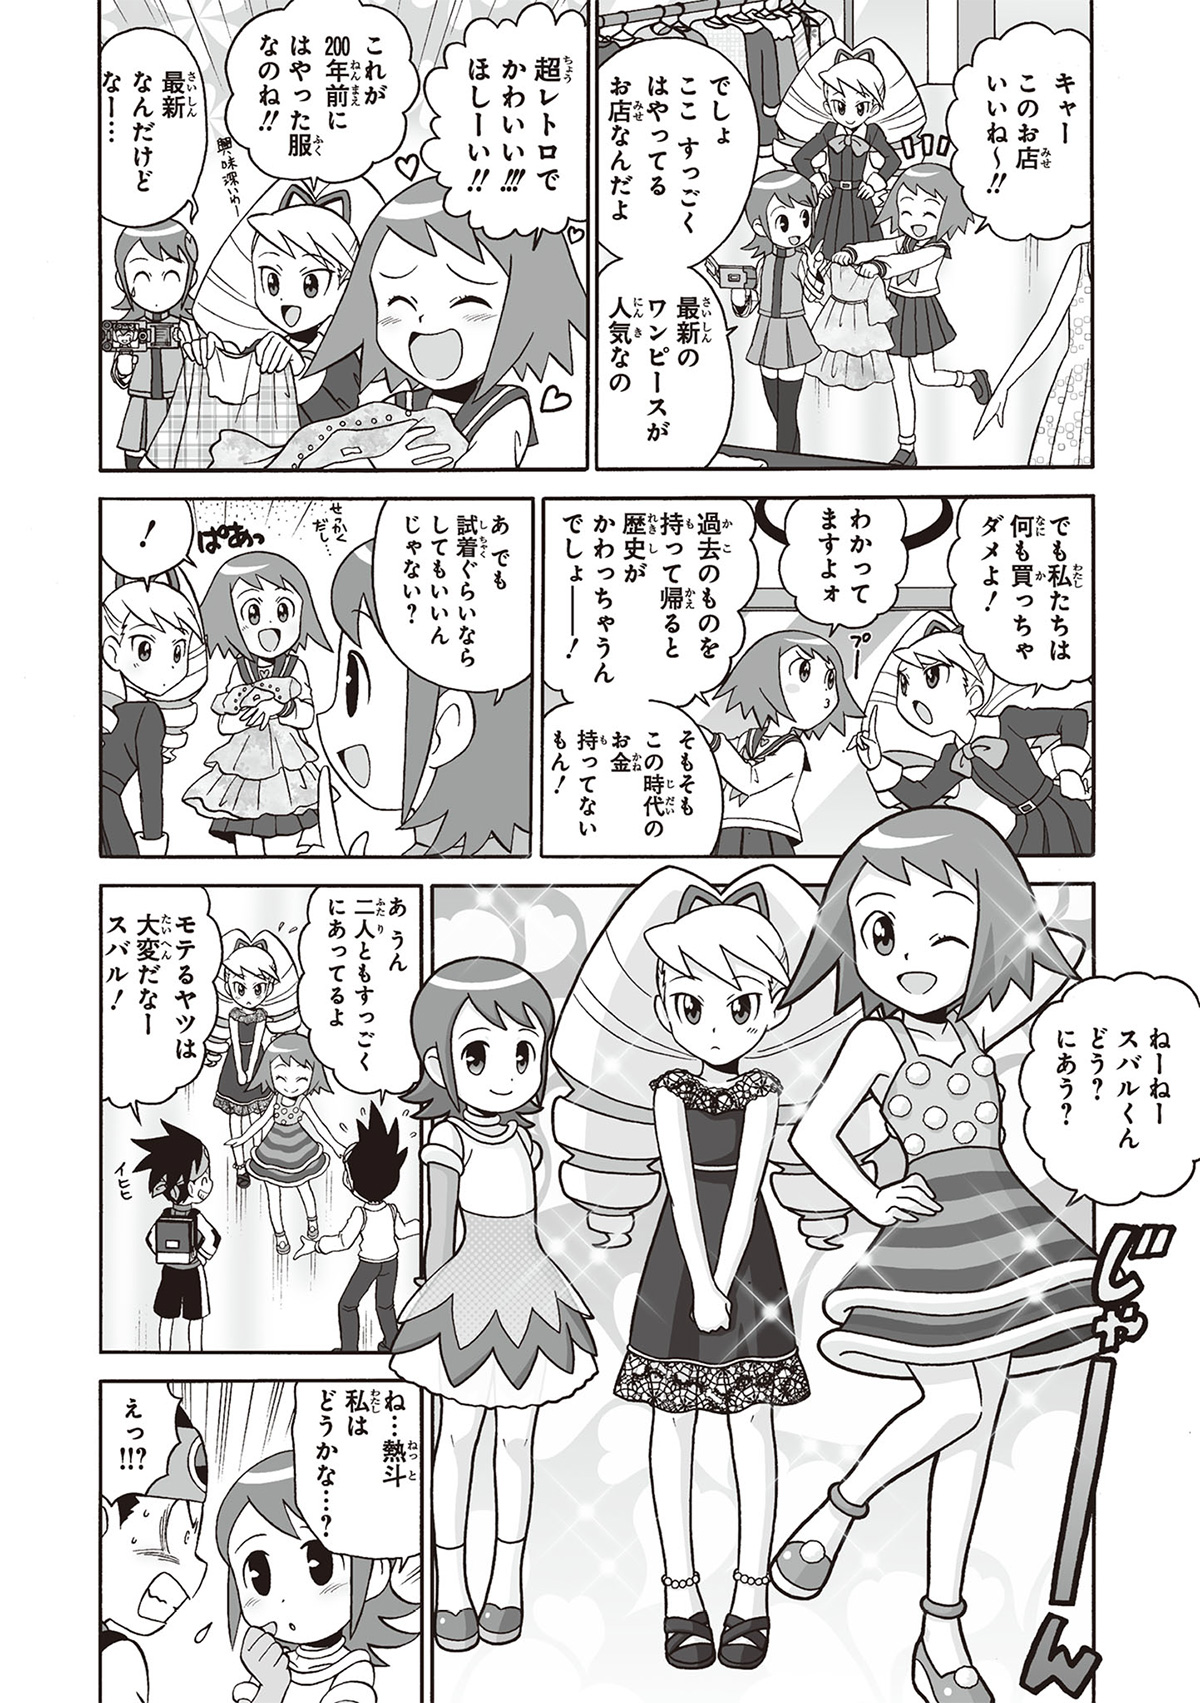 キャー
このお店
いいね～!!
でしょ
ここ すっごく
はやってる
お店なんだよ
最新の
ワンピースが
人気なの
超レトロで
かわいい!!!
ほしーい!!
これが
200年前に
はやった服
なのね!!
興味深いわー
最新
なんだけど
なー…
でも私たちは
何も買っちゃ
ダメよ!
わかって
ますよォ
プー
過去のものを
持って帰ると
歴史が
かわっちゃうん
でしょ――!
そもそも
この時代の
お金
持ってない
もん!
あ でも
試着ぐらいなら
してもいいん
じゃない?
せっかく
だし…
ぱあぁっ
!
ねーねー
スバルくん
どう?
にあう?
じゃーーん
あ うん
二人ともすっごく
にあってるよ
モテるヤツは
大変だなー
スバル!
イヒヒ
ね…熱斗
私は
どうかな…?
えっ!!?